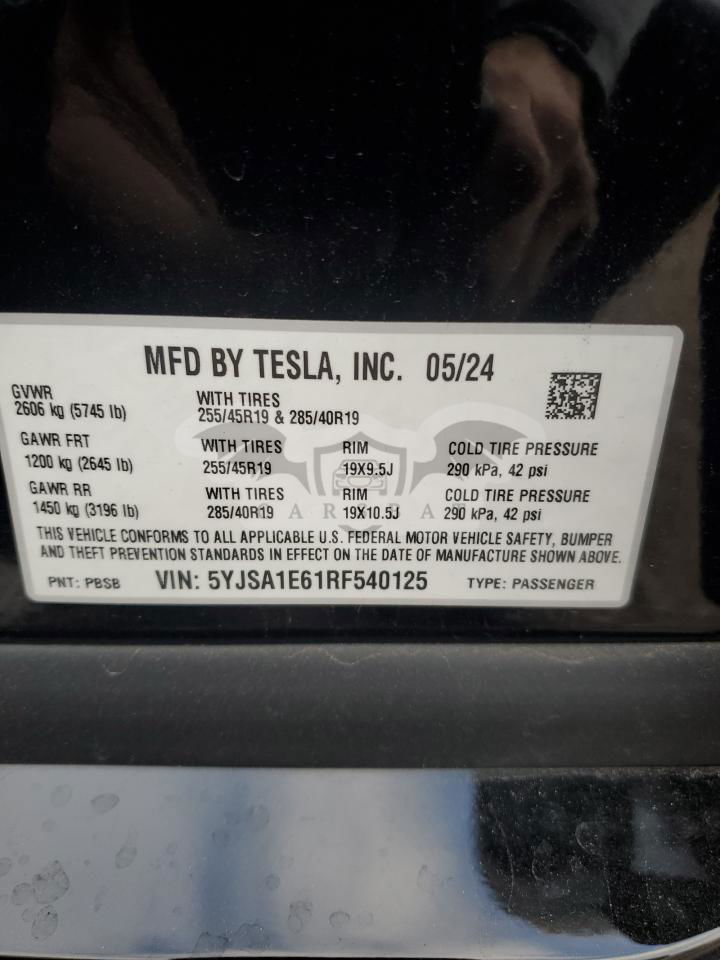 MFD BY TESLA, INC. 05/24
GVWR
2606 kg (5745 lb)
WITH TIRES
255/45R19 & 285/40R19
GAWR FRT
1200 kg (2645 lb)
WITH TIRES
255/45R19
RIM
19X9.5J
COLD TIRE PRESSURE
290 kPa, 42 psi
GAWR RR
1450 kg (3196 lb)
WITH TIRES
285/40R19
RIM
19X10.5J
COLD TIRE PRESSURE
290 kPa, 42 psi
THIS VEHICLE CONFORMS TO ALL APPLICABLE U.S. FEDERAL MOTOR VEHICLE SAFETY, BUMPER
AND THEFT PREVENTION STANDARDS IN EFFECT ON THE DATE OF MANUFACTURE SHOWN ABOVE.
PNT: PBSB VIN: 5YJSA1E61RF540125 TYPE: PASSENGER